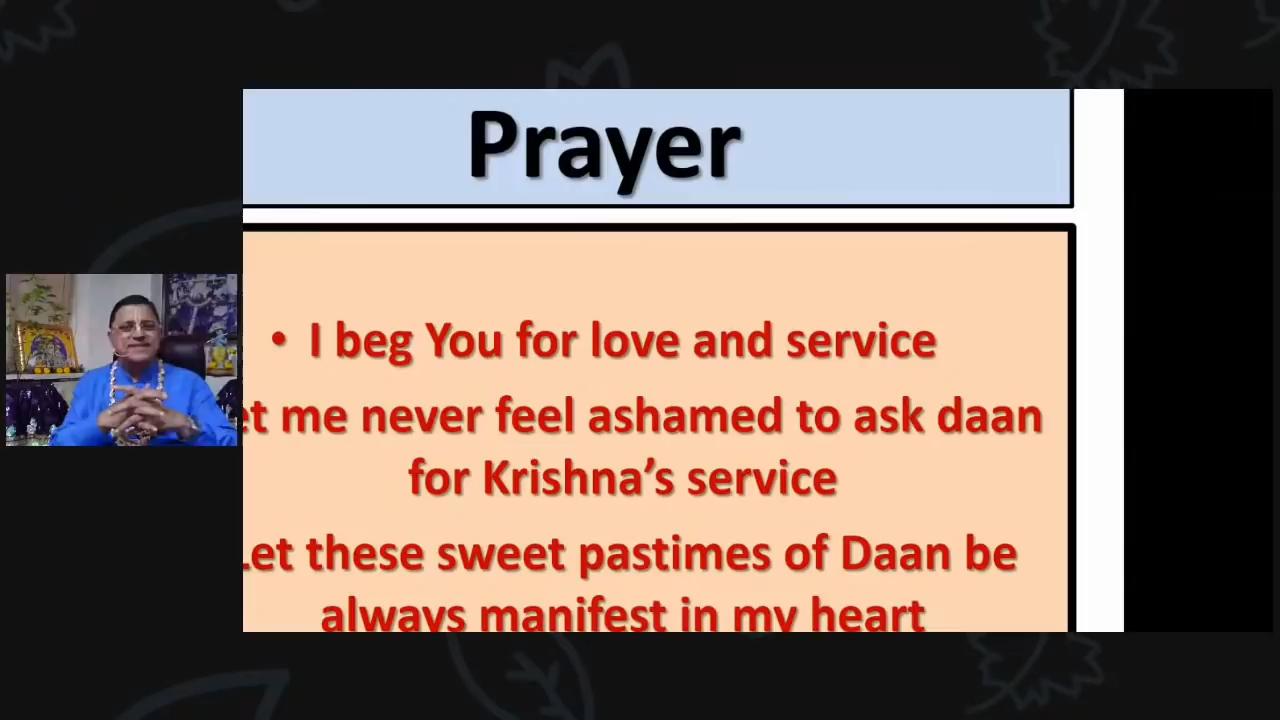 Prayer
• I beg You for love and service
et me never feel ashamed to ask daan
for Krishna’s service
et these sweet pastimes of Daan be
always manifest in my heart